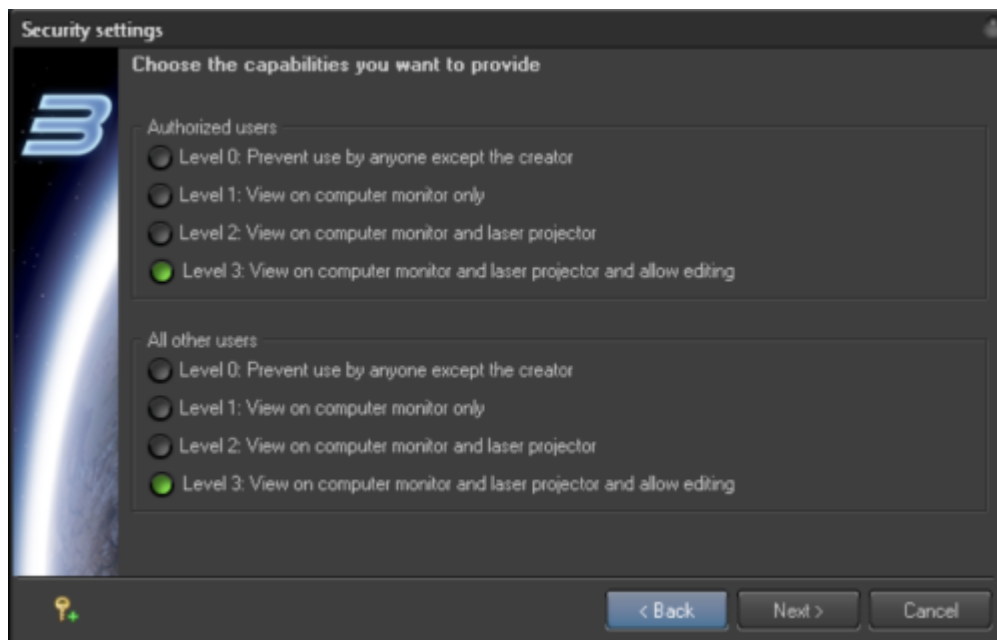 Security settings
Choose the capabilities you want to provide
3
Authorized users
Level 0: Prevent use by anyone except the creator
Level 1: View on computer monitor only
Level 2: View on computer monitor and laser projector
Level 3: View on computer monitor and laser projector and allow editing
All other users
Level 0: Prevent use by anyone except the creator
Level 1: View on computer monitor only
Level 2: View on computer monitor and laser projector
Level 3: View on computer monitor and laser projector and allow editing
< Back Next > Cancel